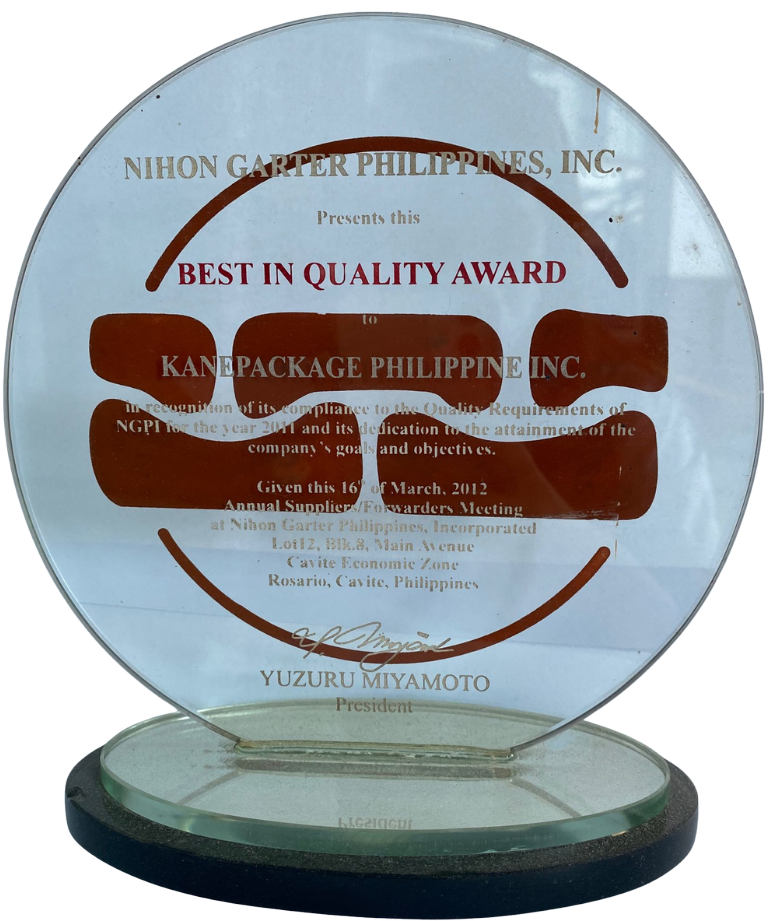 NIHON GARTER PHILIPPINES, INC.
Presents this
BEST IN QUALITY AWARD
to
KANEPACKAGE PHILIPPINE INC.
In recognition of its compliance to the Quality Requirements of
NGPI for the year 2011 and its dedication to the attainment of the
company's goals and objectives.
Given this 16th of March, 2012
Annual Suppliers/Forwarders Meeting
at Nihon Garter Philippines, Incorporated
Lot12, Blk.8, Main Avenue
Cavite Economic Zone
Rosario, Cavite, Philippines
YUZURU MIYAMOTO
President